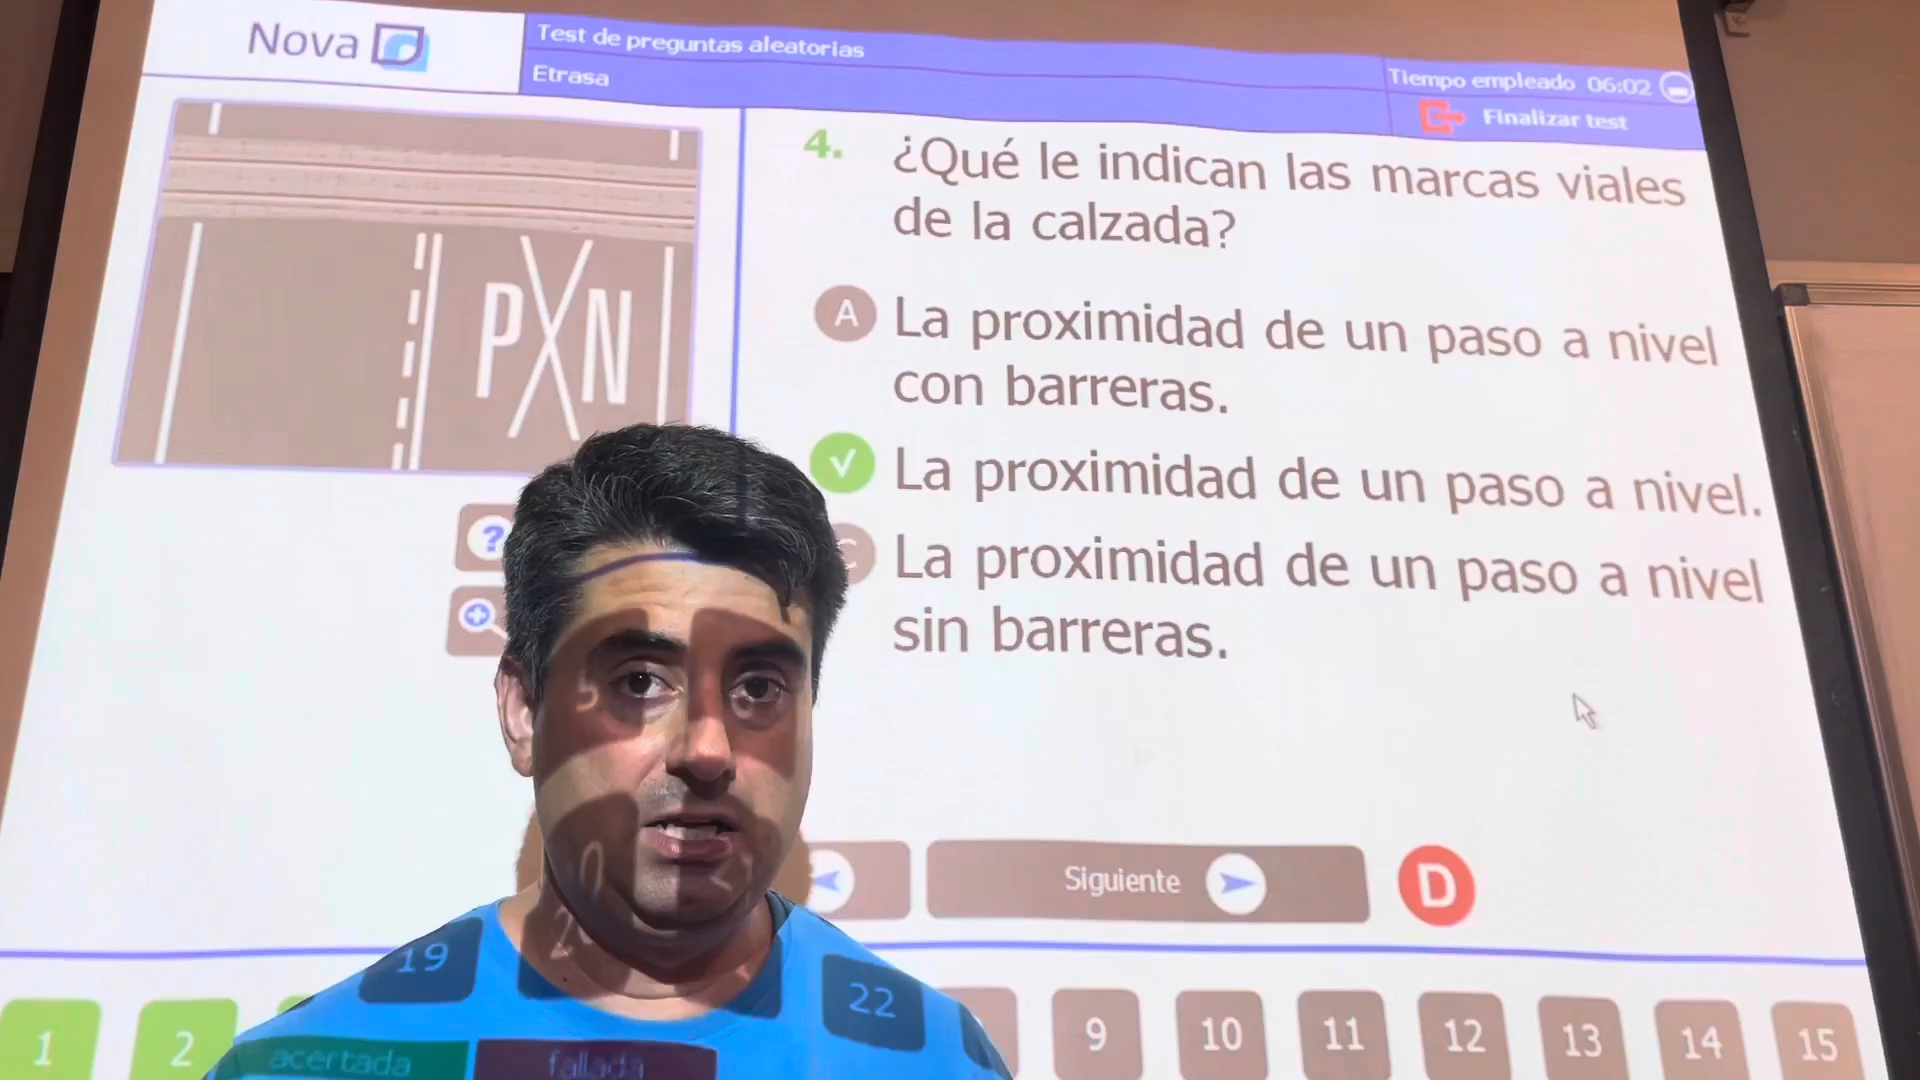 Nova
Test de preguntas aleatorias
Etrasa
Tiempo empleado 06:02
Finalizar test
P X N
4. ¿Qué le indican las marcas viales
de la calzada?
A La proximidad de un paso a nivel
con barreras.
La proximidad de un paso a nivel.
C La proximidad de un paso a nivel
sin barreras.
?
Siguiente
D
19
22
1 2 9 10 11 12 13 14 15
acertada
fallada